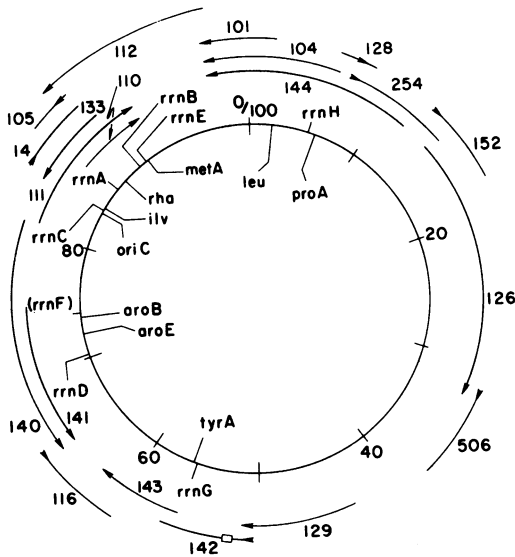 101
112
104
128
110
144
254
133
rrnB
0/100
105
rrnE
rrnH
152
14
metA
leu
proA
111
rrnA
rha
ilv
rrnC
oriC
80
20
(rrnF)
aroB
126
aroE
rrnD
140
141
tyrA
60
40
506
143
rrnG
116
129
142